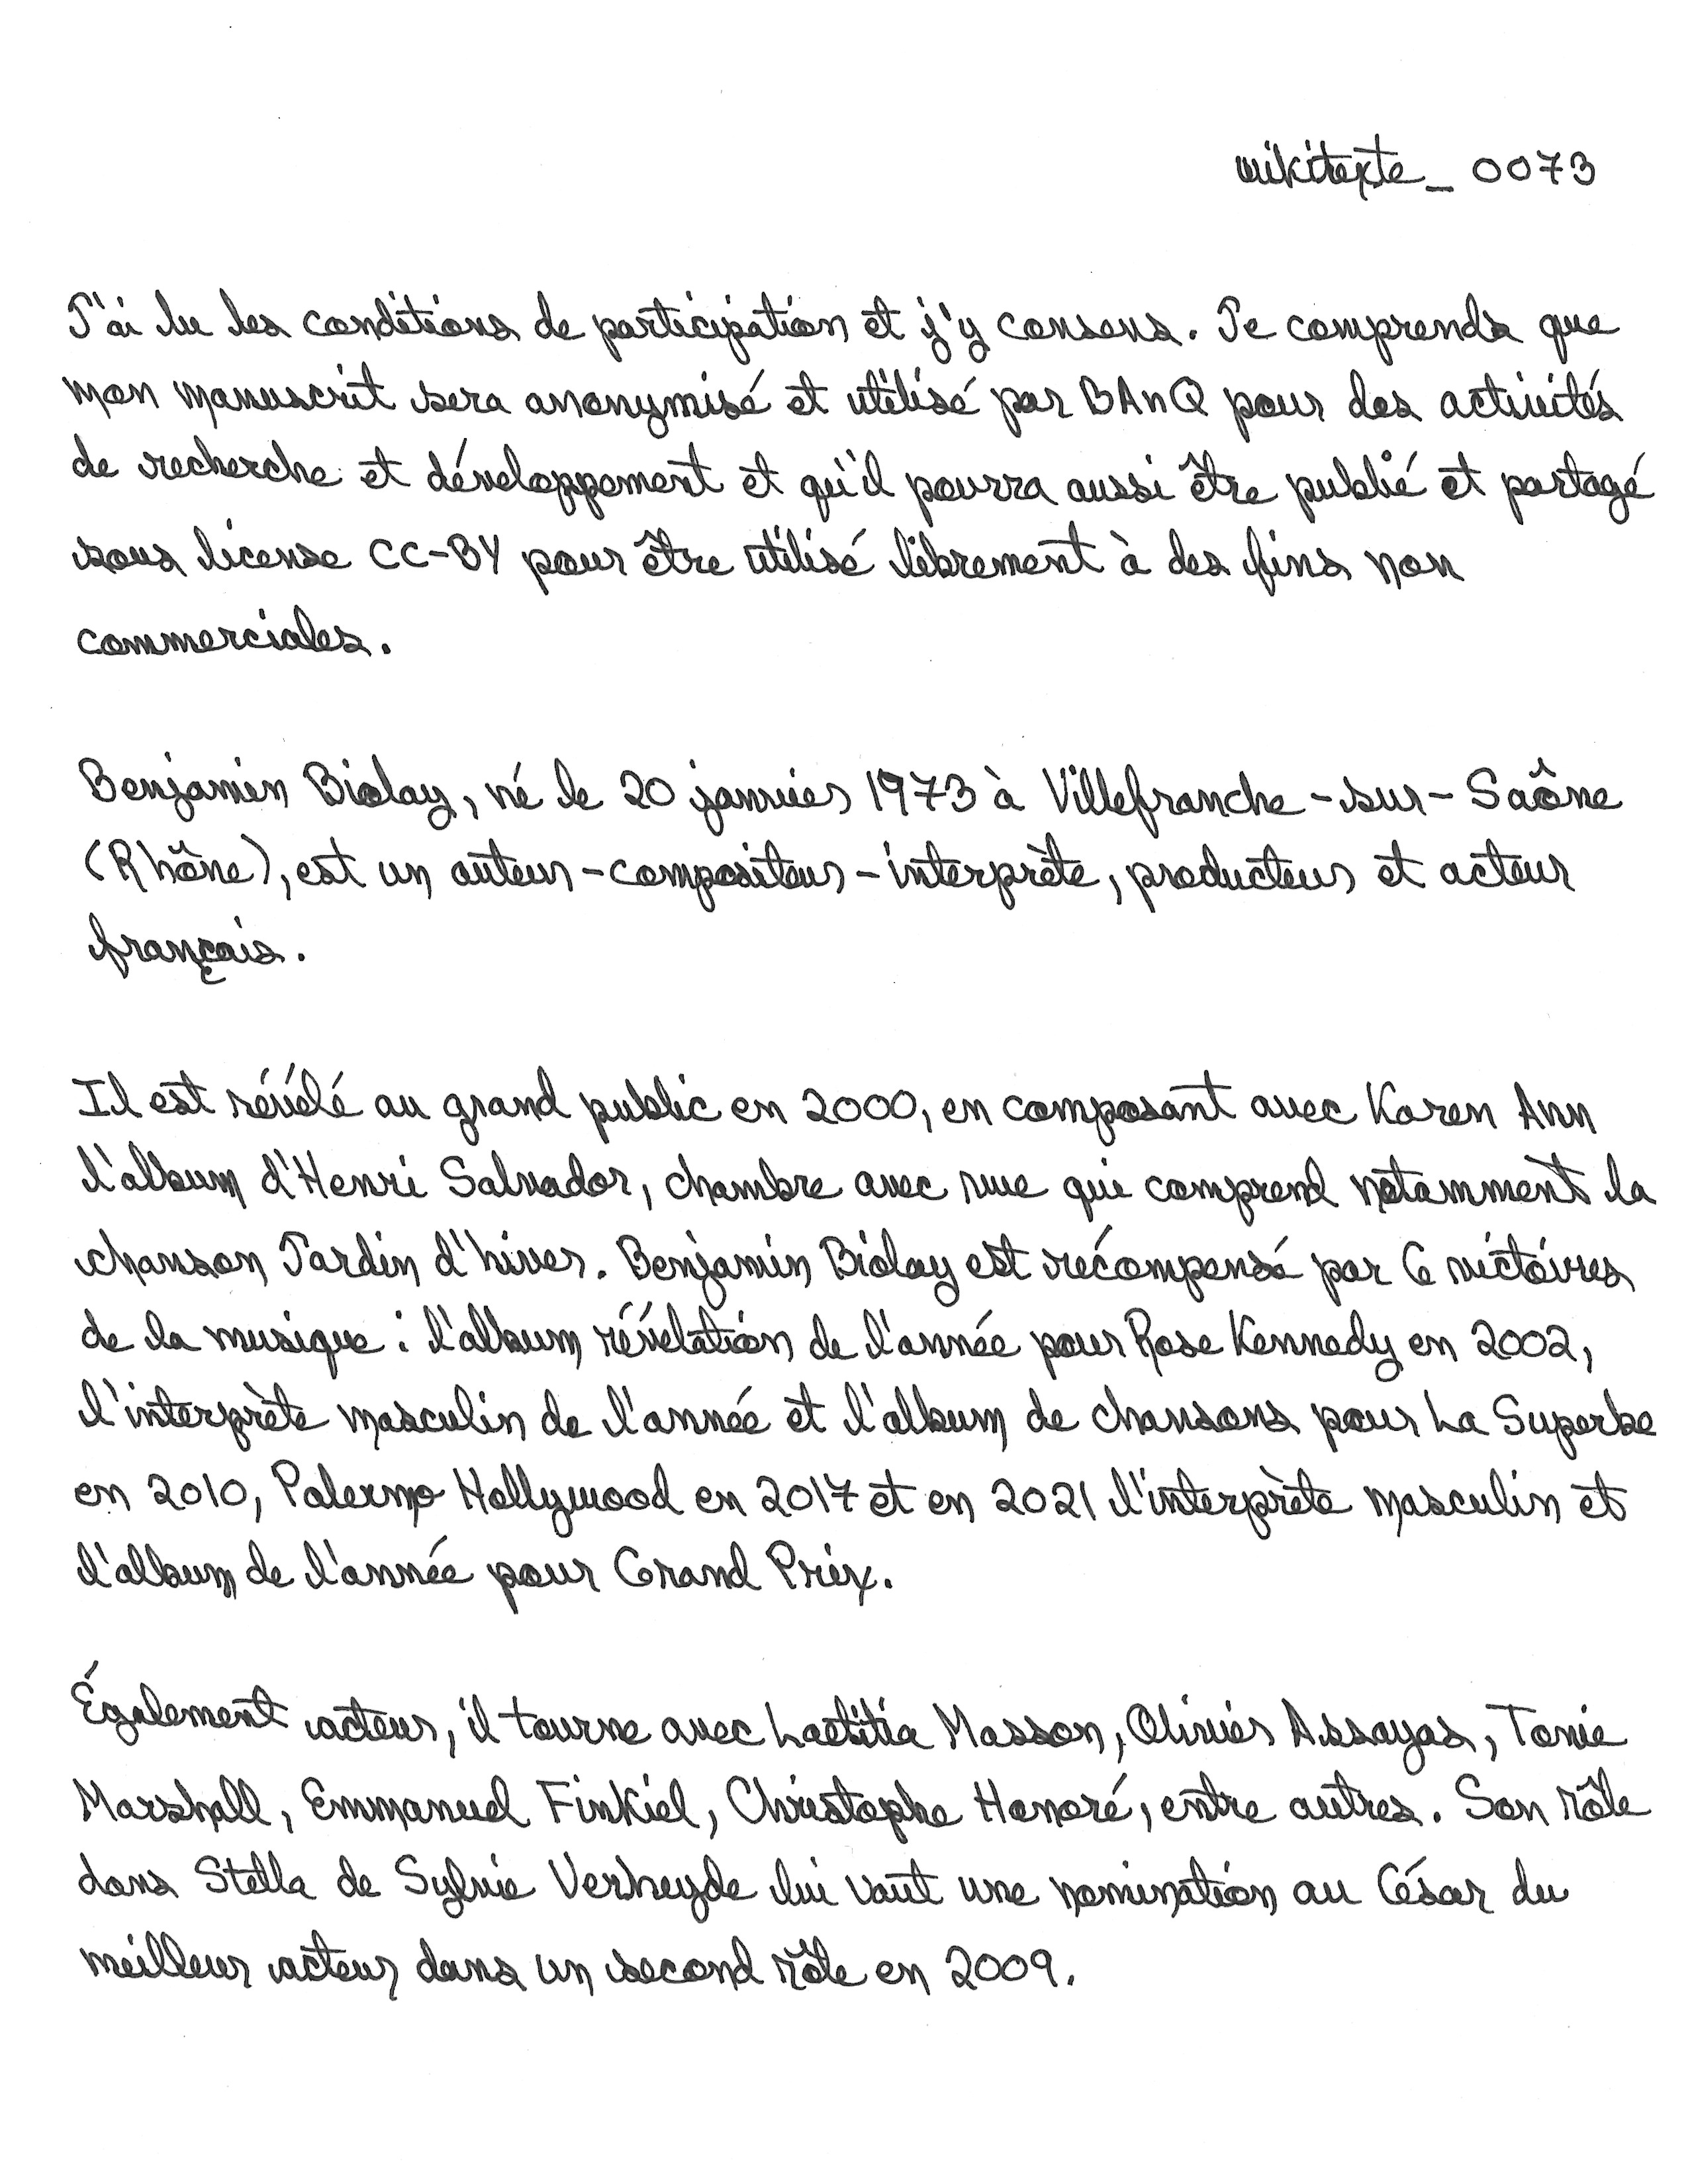 wikitexte_0073
J'ai lu les conditions de participation et j'y consens. Je comprends que
mon manuscrit sera anonymisé et utilisé par BAnQ pour des activités
de recherche et développement et qu'il pourra aussi être publié et partagé
sous license CC-BY pour être utilisé librement à des fins non
commerciales.
Benjamin Biolay, né le 20 janvier 1973 à Villefranche-sur-Saône
(Rhône), est un auteur-compositeur-interprète, producteur et acteur
français.
Il est révélé au grand public en 2000, en composant avec Karen Ann
l'album d'Henri Salvador, chambre avec vue qui comprend notamment la
chanson Jardin d'hiver. Benjamin Biolay est récompensé par 6 victoires
de la musique : l'album révélation de l'année pour Rose Kennedy en 2002,
l'interprète masculin de l'année et l'album de chansons pour La Superbe
en 2010, Palermo Hollywood en 2017 et en 2021 l'interprète masculin et
l'album de l'année pour Grand Prix.
Également acteur, il tourne avec Laetitia Masson, Olivier Assayas, Tonie
Marshall, Emmanuel Finkiel, Christophe Honoré, entre autres. Son rôle
dans Stella de Sylvie Verheyde lui vaut une nomination au César du
meilleur acteur dans un second rôle en 2009.